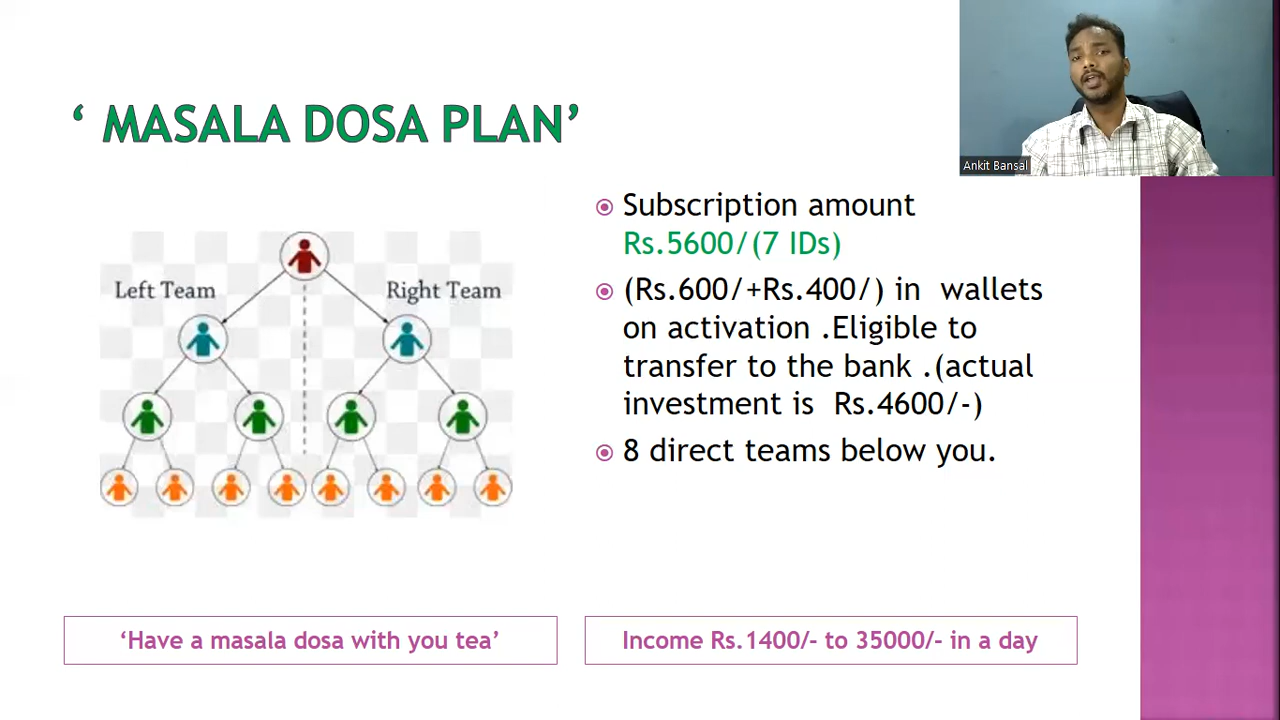 ‘ MASALA DOSA PLAN’
Ankit Bansal
Left Team
Right Team
Subscription amount
Rs.5600/(7 IDs)
(Rs.600/+Rs.400/) in wallets
on activation .Eligible to
transfer to the bank .(actual
investment is Rs.4600/-)
8 direct teams below you.
‘Have a masala dosa with you tea’
Income Rs.1400/- to 35000/- in a day